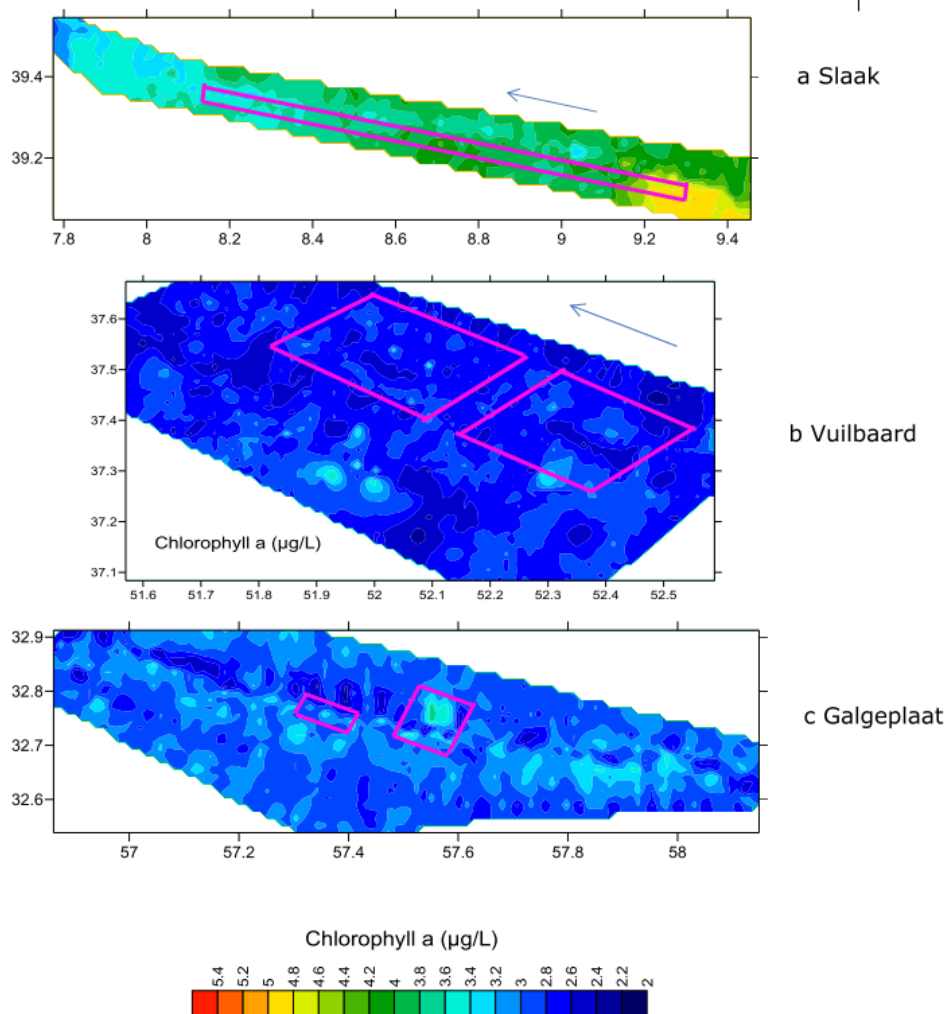 a Slaak
39.4
39.2
7.8 8 8.2 8.4 8.6 8.8 9 9.2 9.4
37.6
37.5
37.4
37.3
37.2
37.1
b Vuilbaard
Chlorophyll a (µg/L)
51.6 51.7 51.8 51.9 52 52.1 52.2 52.3 52.4 52.5
32.9
32.8
32.7
32.6
c Galgeplaat
57 57.2 57.4 57.6 57.8 58
Chlorophyll a (µg/L)
5.4 5.2 5 4.8 4.6 4.4 4.2 4 3.8 3.6 3.4 3.2 3 2.8 2.6 2.4 2.2 2